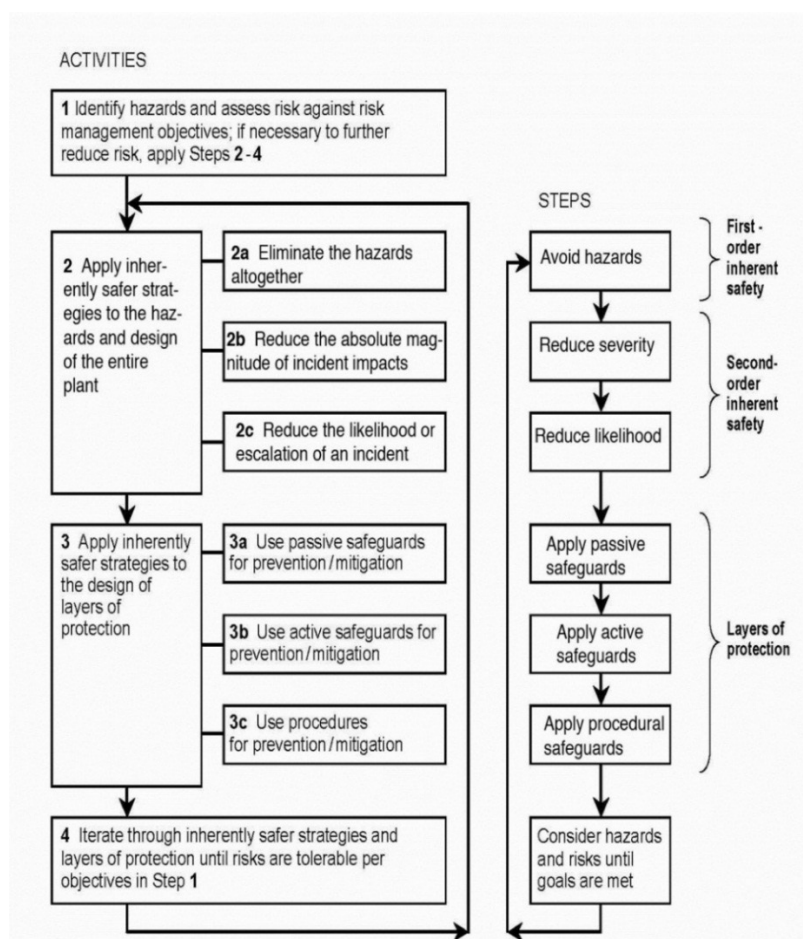 ACTIVITIES
1 Identify hazards and assess risk against risk
management objectives; if necessary to further
reduce risk, apply Steps 2-4
2 Apply inher-
ently safer strat-
egies to the haz-
ards and design
of the entire
plant
2a Eliminate the hazards
altogether
2b Reduce the absolute mag-
nitude of incident impacts
2c Reduce the likelihood or
escalation of an incident
3 Apply inherently
safer strategies to
the design of
layers of
protection
3a Use passive safeguards
for prevention/mitigation
3b Use active safeguards for
prevention/mitigation
3c Use procedures
for prevention/mitigation
4 Iterate through inherently safer strategies and
layers of protection until risks are tolerable per
objectives in Step 1
STEPS
Avoid hazards
Reduce severity
Reduce likelihood
Apply passive
safeguards
Apply active
safeguards
Apply procedural
safeguards
Consider hazards
and risks until
goals are met
First-
order
inherent
safety
Second-
order
inherent
safety
Layers of
protection